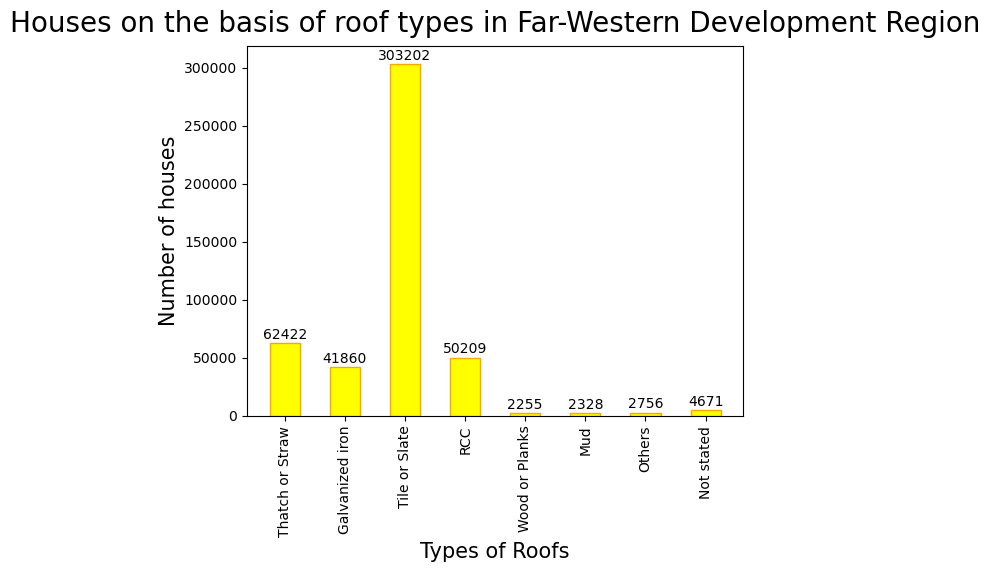 Houses on the basis of roof types in Far-Western Development Region
Number of houses
300000
250000
200000
150000
100000
50000
0
62422
41860
303202
50209
2255
2328
2756
4671
Thatch or Straw
Galvanized iron
Tile or Slate
RCC
Wood or Planks
Mud
Others
Not stated
Types of Roofs